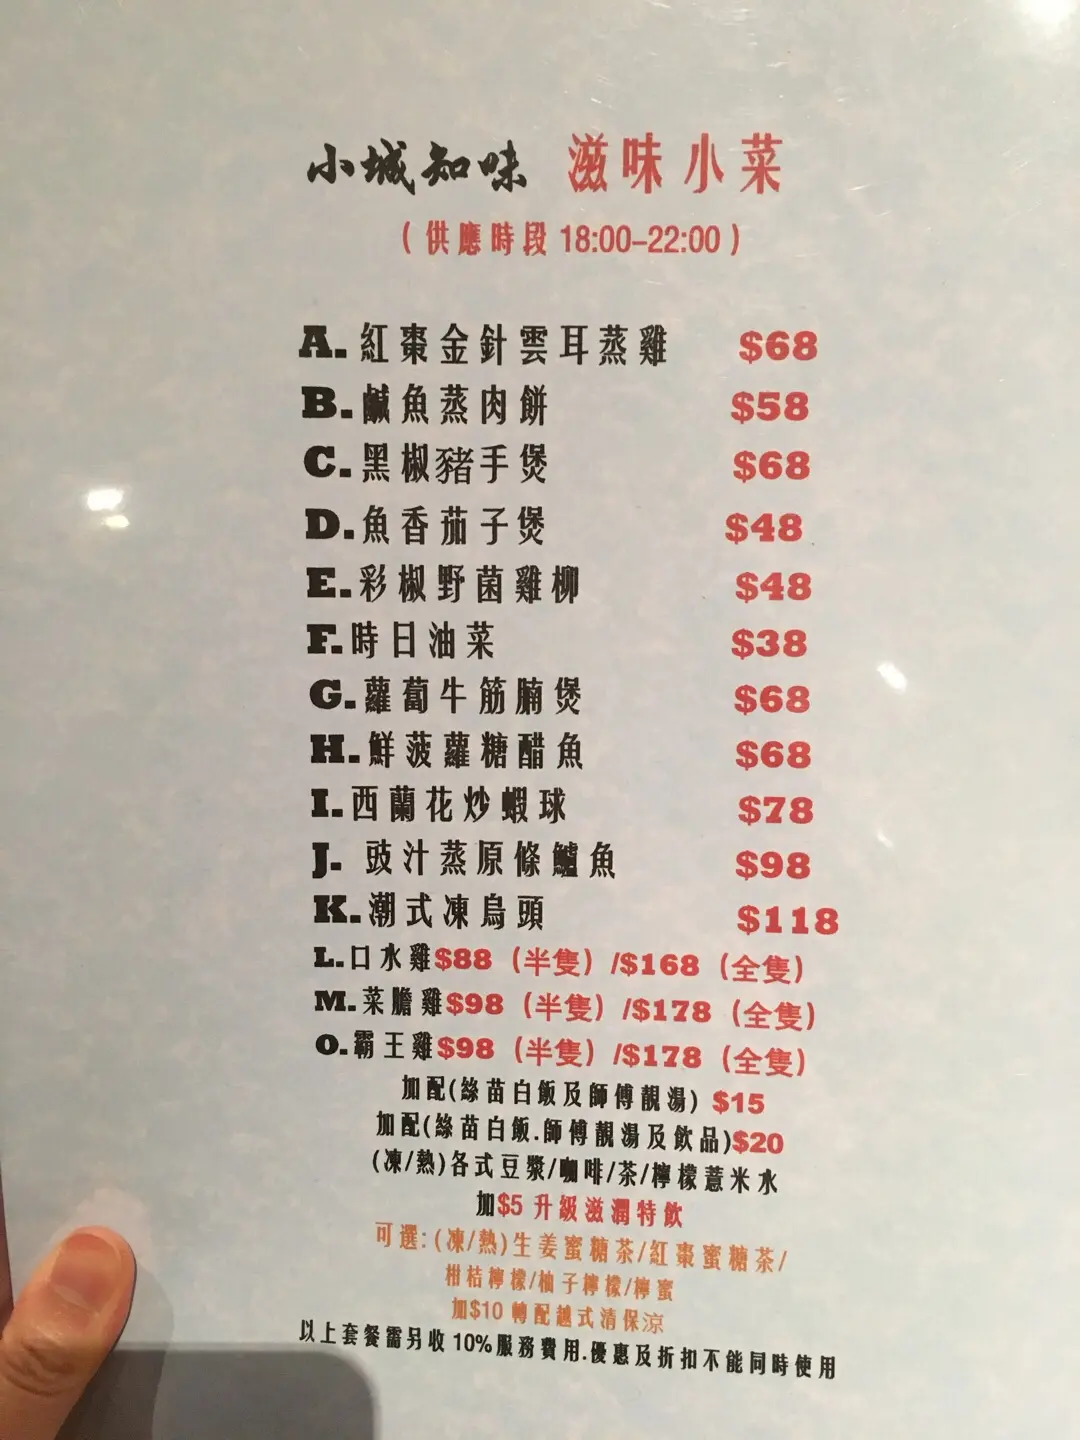 小城知味 滋味小菜
（供應時段 18:00-22:00）
A.紅棗金針雲耳蒸雞 $68
B.鹹魚蒸肉餅 $58
C.黑椒豬手煲 $68
D.魚香茄子煲 $48
E.彩椒野菌雞柳 $48
F.時日油菜 $38
G.蘿蔔牛筋腩煲 $68
H.鮮菠蘿糖醋魚 $68
I.西蘭花炒蝦球 $78
J.豉汁蒸原條鱸魚 $98
K.潮式凍烏頭 $118
L.口水雞$88（半隻）/$168（全隻）
M.菜膽雞$98（半隻）/$178（全隻）
O.霸王雞$98（半隻）/$178（全隻）
加配(絲苗白飯及師傅靚湯) $15
加配(絲苗白飯.師傅靚湯及飲品)$20
(凍/熱)各式豆漿/咖啡/茶/檸檬薏米水
加$5 升級滋潤特飲
可選:(凍/熱)生姜蜜糖茶/紅棗蜜糖茶/
柑桔檸檬/柚子檸檬/檸蜜
加$10 轉配越式清保涼
以上套餐需另收10%服務費用.優惠及折扣不能同時使用